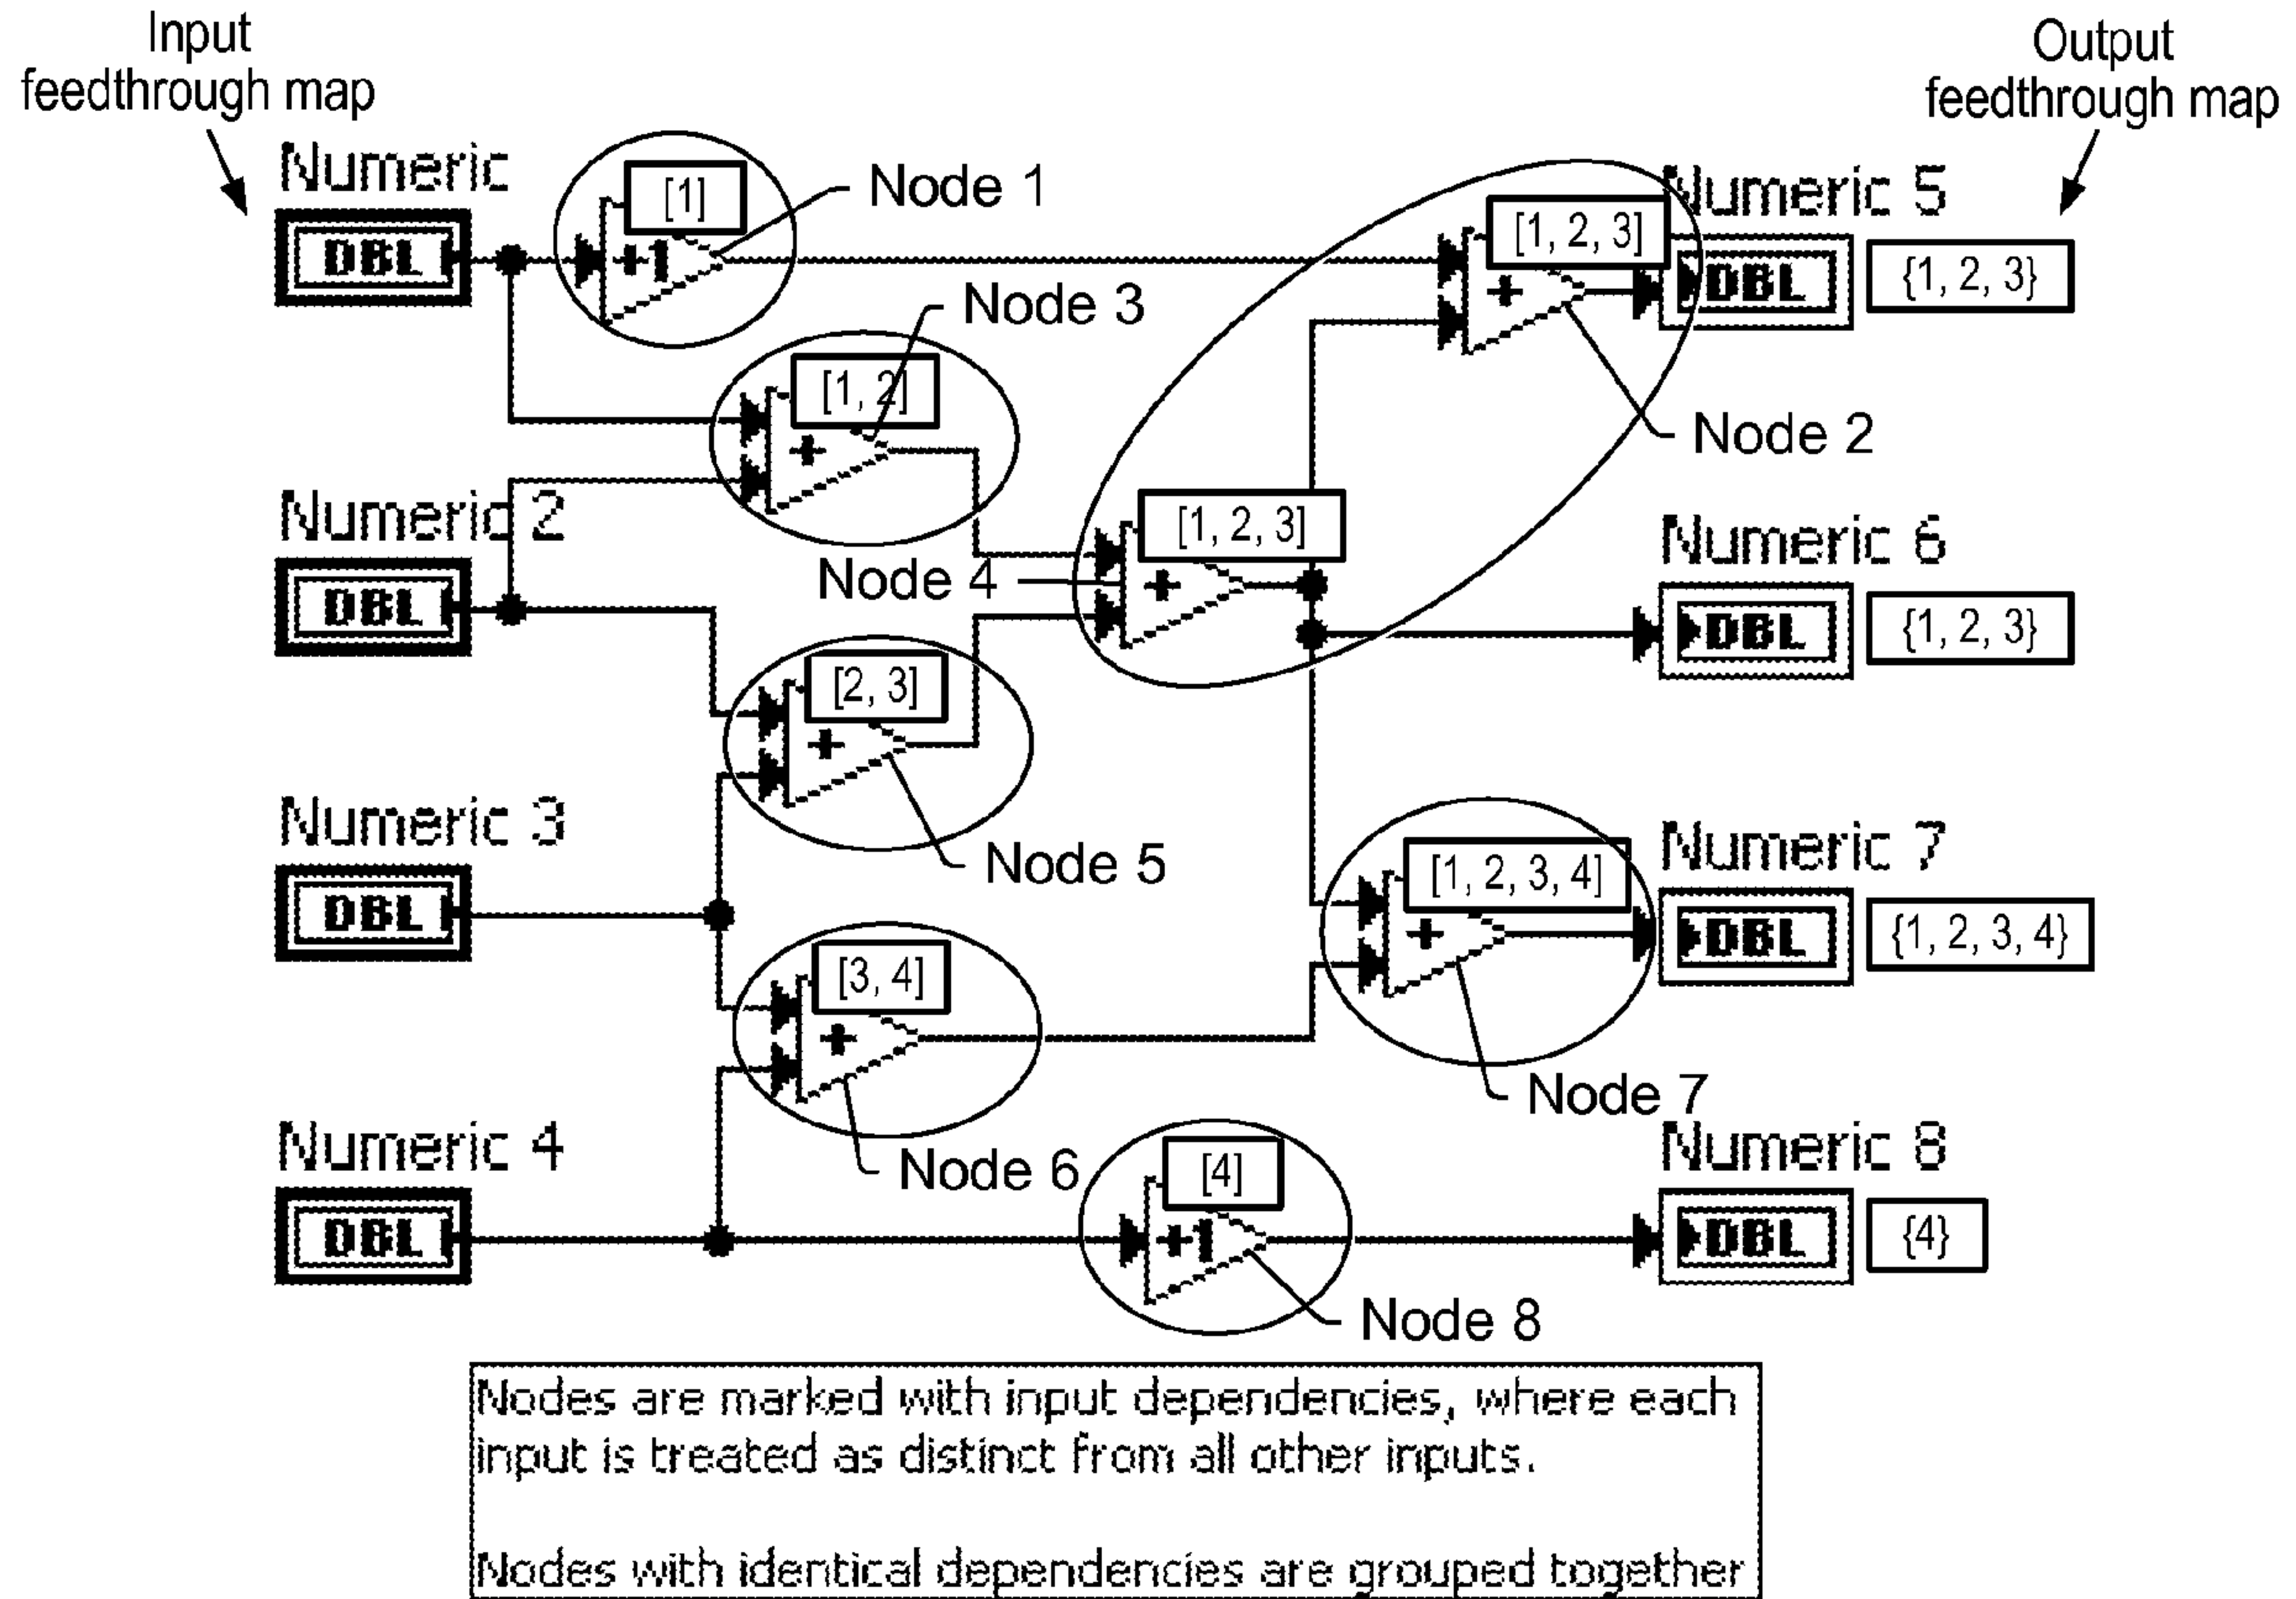 Input
feedthrough map
Output
feedthrough map
Numeric
[1]
Node 1
Numeric 5
[1, 2, 3]
DBL
+1
+
DBL
{1, 2, 3}
Node 3
[1, 2]
+
Node 2
Numeric 2
[1, 2, 3]
Numeric 6
DBL
Node 4
+
DBL
{1, 2, 3}
[2, 3]
+
Numeric 3
Node 5
Numeric 7
[1, 2, 3, 4]
DBL
+
DBL
{1, 2, 3, 4}
[3, 4]
+
Node 7
Numeric 4
Node 6
Numeric 8
[4]
DBL
+1
DBL
{4}
Node 8
Nodes are marked with input dependencies, where each
input is treated as distinct from all other inputs.
Nodes with identical dependencies are grouped together